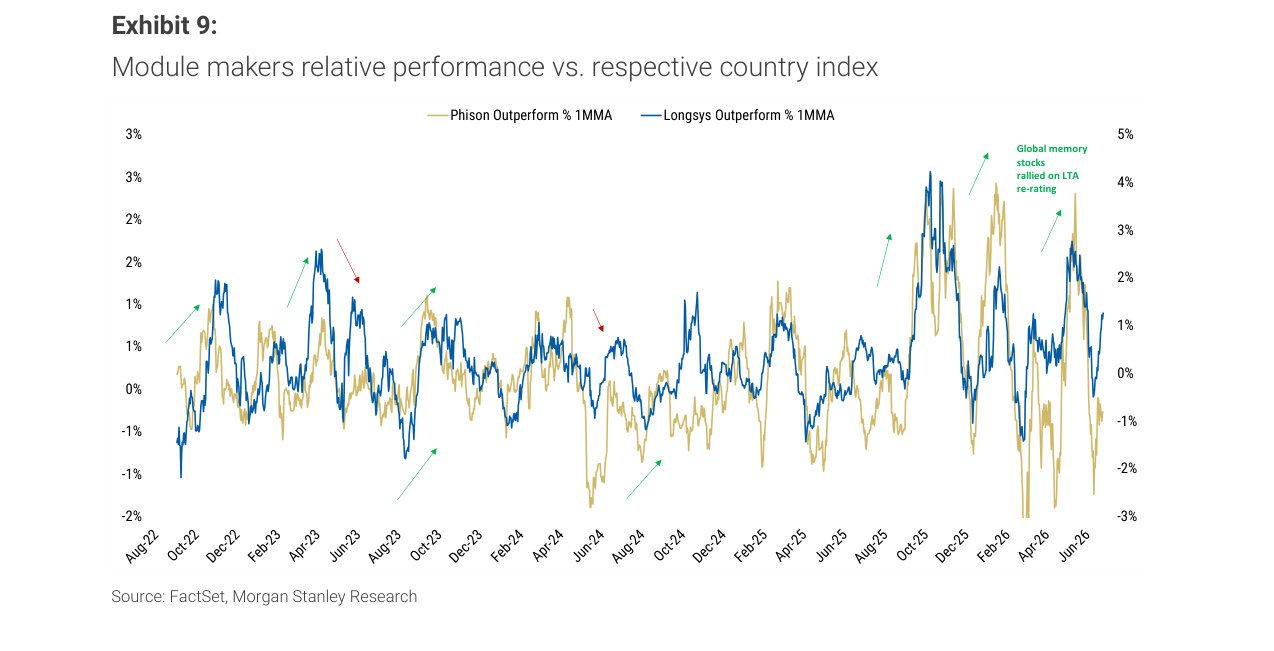 Exhibit 9:
Module makers relative performance vs. respective country index
Phison Outperform % 1MMA Longsys Outperform % 1MMA
3%
3%
2%
2%
1%
1%
0%
-1%
-1%
-2%
5%
4%
3%
2%
1%
0%
-1%
-2%
-3%
Global memory
stocks
rallied on LTA
re-rating
Aug-22 Oct-22 Dec-22 Feb-23 Apr-23 Jun-23 Aug-23 Oct-23 Dec-23 Feb-24 Apr-24 Jun-24 Aug-24 Oct-24 Dec-24 Feb-25 Apr-25 Jun-25 Aug-25 Oct-25 Dec-25 Feb-26 Apr-26 Jun-26
Source: FactSet, Morgan Stanley Research